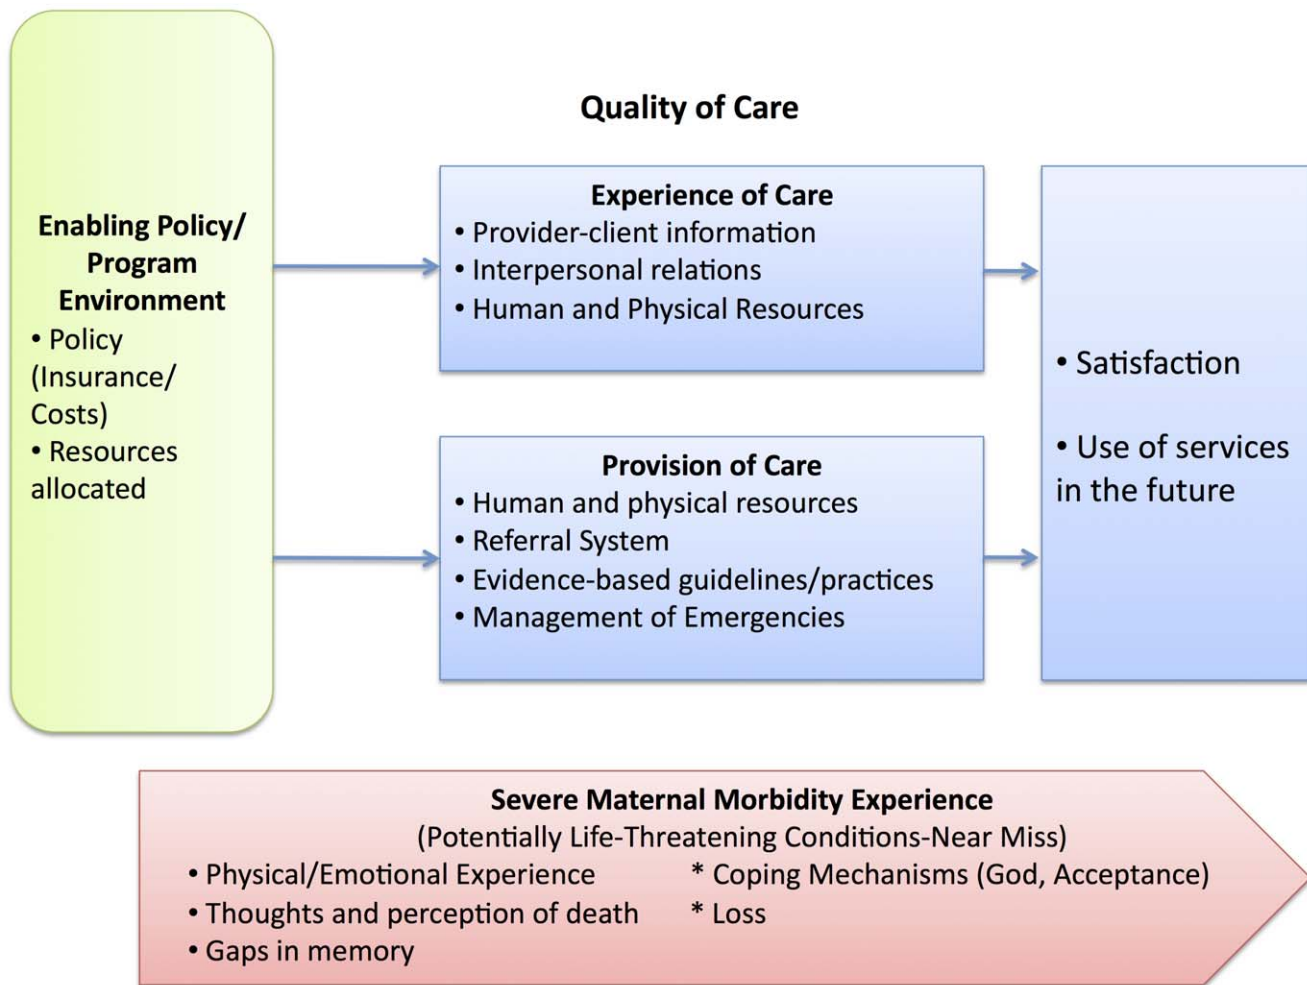 Quality of Care
Enabling Policy/
Program
Environment
• Policy
(Insurance/
Costs)
• Resources
allocated
Experience of Care
• Provider-client information
• Interpersonal relations
• Human and Physical Resources
Provision of Care
• Human and physical resources
• Referral System
• Evidence-based guidelines/practices
• Management of Emergencies
• Satisfaction
• Use of services
in the future
Severe Maternal Morbidity Experience
(Potentially Life-Threatening Conditions-Near Miss)
• Physical/Emotional Experience * Coping Mechanisms (God, Acceptance)
• Thoughts and perception of death * Loss
• Gaps in memory